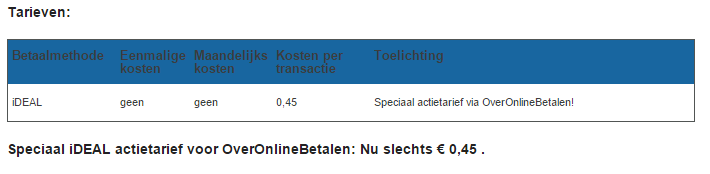 Tarieven:
Betaalmethode Eenmalige kosten Maandelijks kosten Kosten per transactie Toelichting
iDEAL geen geen 0,45 Speciaal actietarief via OverOnlineBetalen!
Speciaal iDEAL actietarief voor OverOnlineBetalen: Nu slechts € 0,45 .